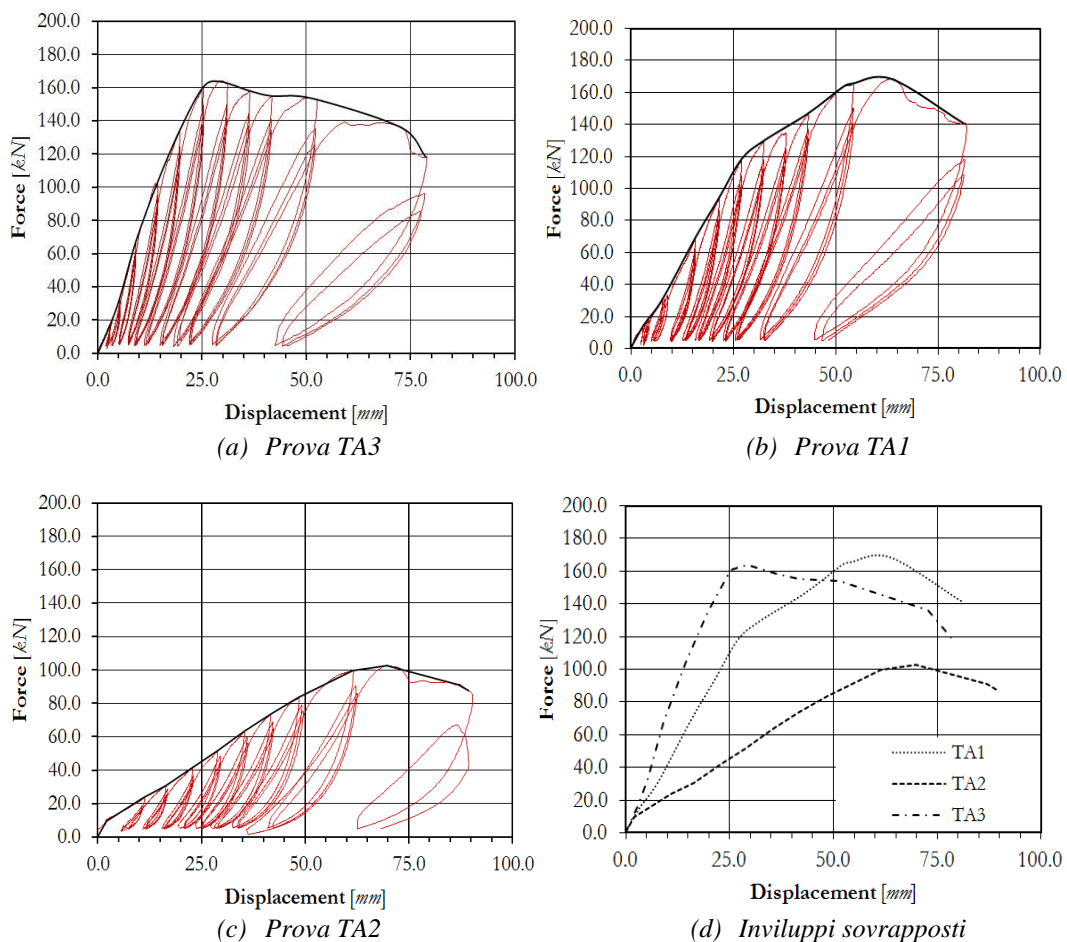 200.0
180.0
160.0
140.0
120.0
100.0
80.0
60.0
40.0
20.0
0.0
Force [kN]
0.0 25.0 50.0 75.0 100.0
Displacement [mm]
(a) Prova TA3
200.0
180.0
160.0
140.0
120.0
100.0
80.0
60.0
40.0
20.0
0.0
Force [kN]
0.0 25.0 50.0 75.0 100.0
Displacement [mm]
(b) Prova TA1
200.0
180.0
160.0
140.0
120.0
100.0
80.0
60.0
40.0
20.0
0.0
Force [kN]
0.0 25.0 50.0 75.0 100.0
Displacement [mm]
(c) Prova TA2
200.0
180.0
160.0
140.0
120.0
100.0
80.0
60.0
40.0
20.0
0.0
Force [kN]
TA1
TA2
TA3
0.0 25.0 50.0 75.0 100.0
Displacement [mm]
(d) Inviluppi sovrapposti